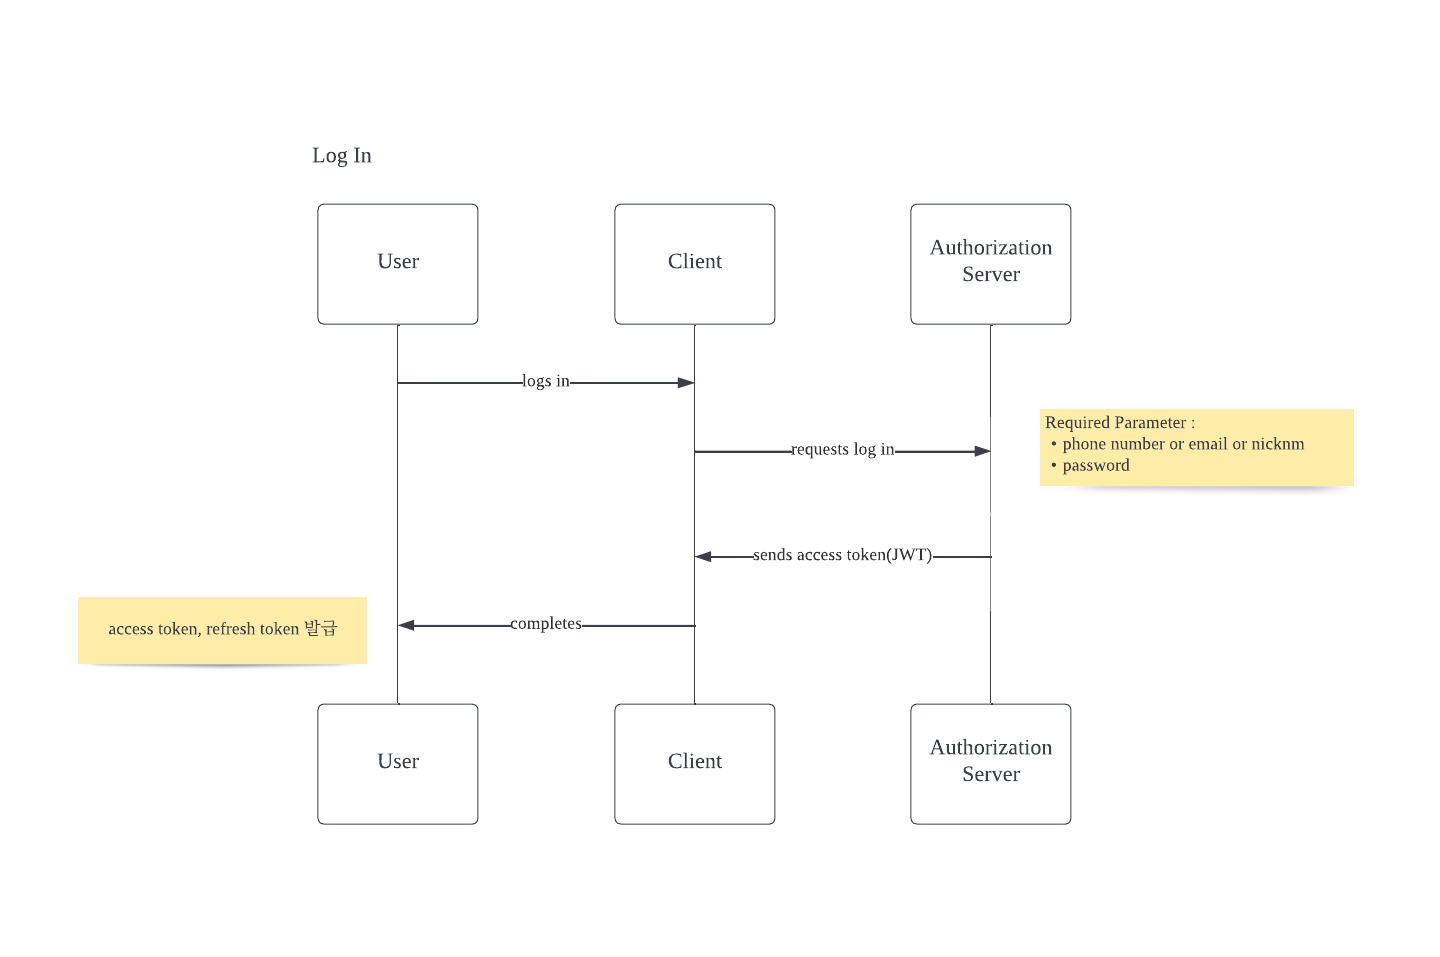 Log In
User
Client
Authorization
Server
logs in
requests log in
Required Parameter :
• phone number or email or nicknm
• password
sends access token(JWT)
completes
access token, refresh token 발급
User
Client
Authorization
Server